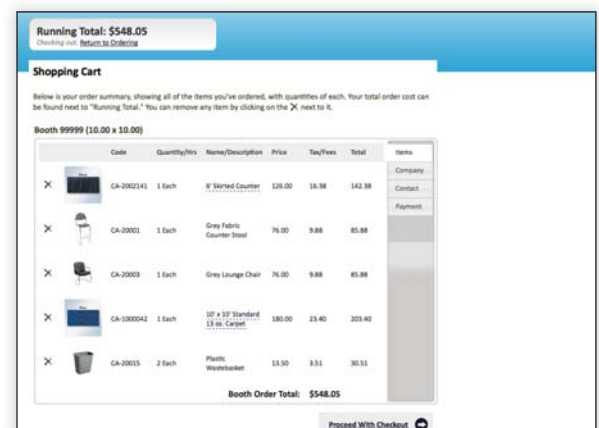 Running Total: $548.05
Checking out. Return to Ordering
Shopping Cart
Below is your order summary, showing all of the items you've ordered, with quantities of each. Your total order cost can
be found next to "Running Total." You can remove any item by clicking on the X next to it.
Booth 99999 (10.00 x 10.00)
Code Quantity/Hrs Name/Description Price Tax/Fees Total Items
Company
Contact
Payment
CA-2002141 1 Each 6' Skirted Counter 126.00 16.38 142.38
CA-20001 1 Each Grey Fabric Counter Stool 76.00 9.88 85.88
CA-20003 1 Each Grey Lounge Chair 76.00 9.88 85.88
CA-1000042 1 Each 10' x 10' Standard 13 oz. Carpet 180.00 23.40 203.40
CA-20015 2 Each Plastic Wastebasket 13.50 3.51 30.51
Booth Order Total: $548.05
Proceed With Checkout